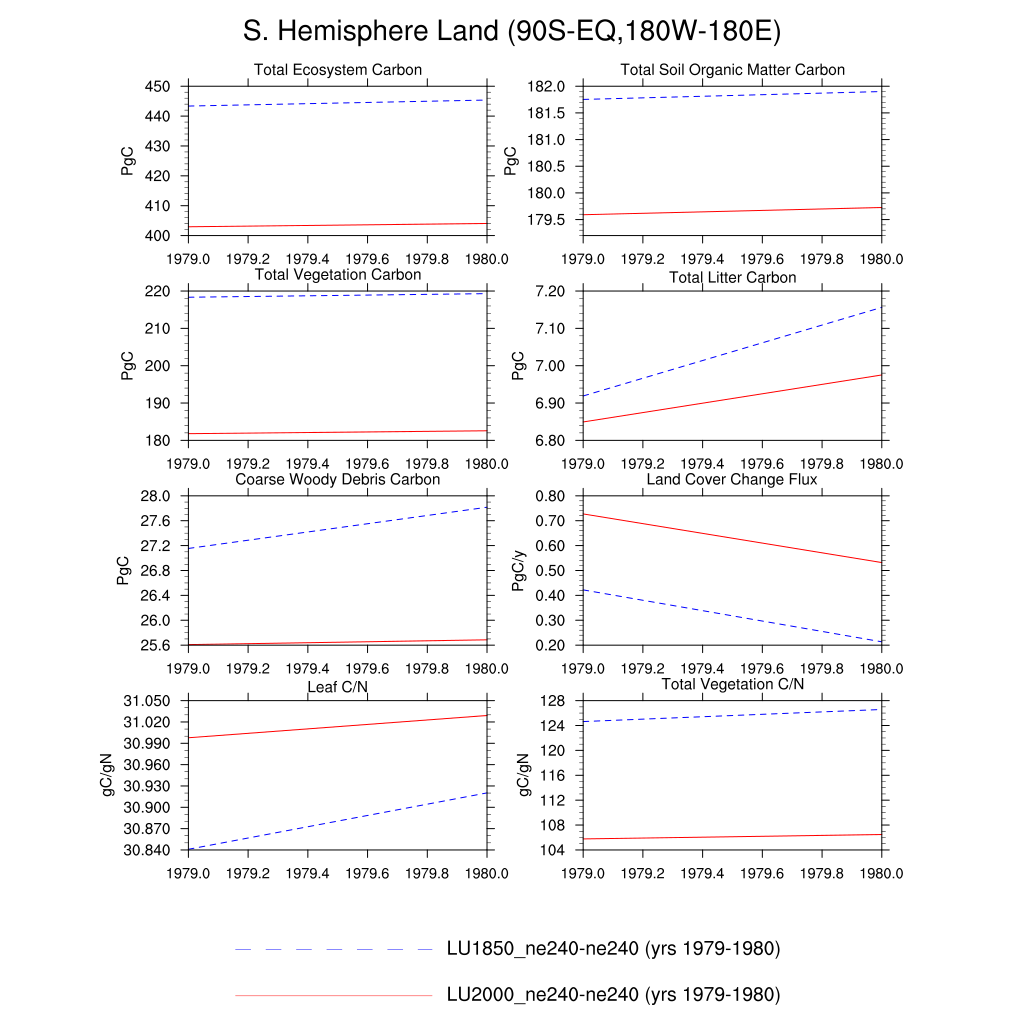 S. Hemisphere Land (90S-EQ,180W-180E)
Total Ecosystem Carbon
450
440
430
420
410
400
PgC
1979.0 1979.2 1979.4 1979.6 1979.8 1980.0
Total Soil Organic Matter Carbon
182.0
181.5
181.0
180.5
180.0
179.5
PgC
1979.0 1979.2 1979.4 1979.6 1979.8 1980.0
Total Vegetation Carbon
220
210
200
190
180
PgC
1979.0 1979.2 1979.4 1979.6 1979.8 1980.0
Total Litter Carbon
7.20
7.10
7.00
6.90
6.80
PgC
1979.0 1979.2 1979.4 1979.6 1979.8 1980.0
Coarse Woody Debris Carbon
28.0
27.6
27.2
26.8
26.4
26.0
25.6
PgC
1979.0 1979.2 1979.4 1979.6 1979.8 1980.0
Land Cover Change Flux
0.80
0.70
0.60
0.50
0.40
0.30
0.20
PgC/y
1979.0 1979.2 1979.4 1979.6 1979.8 1980.0
Leaf C/N
31.050
31.020
30.990
30.960
30.930
30.900
30.870
30.840
gC/gN
1979.0 1979.2 1979.4 1979.6 1979.8 1980.0
Total Vegetation C/N
128
124
120
116
112
108
104
gC/gN
1979.0 1979.2 1979.4 1979.6 1979.8 1980.0
LU1850_ne240-ne240 (yrs 1979-1980)
LU2000_ne240-ne240 (yrs 1979-1980)